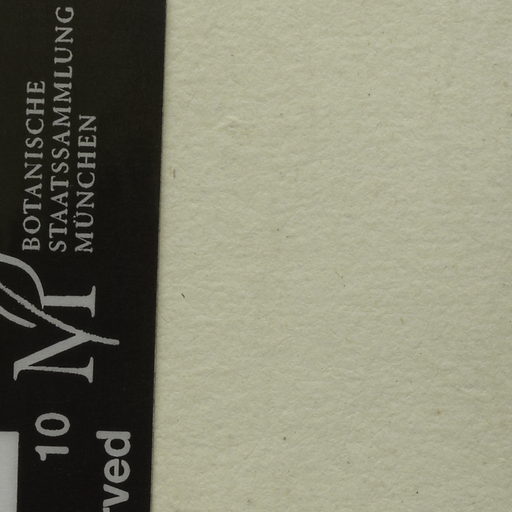 BOTANISCHE
STAATSSAMMLUNG
MÜNCHEN
M
10
rved